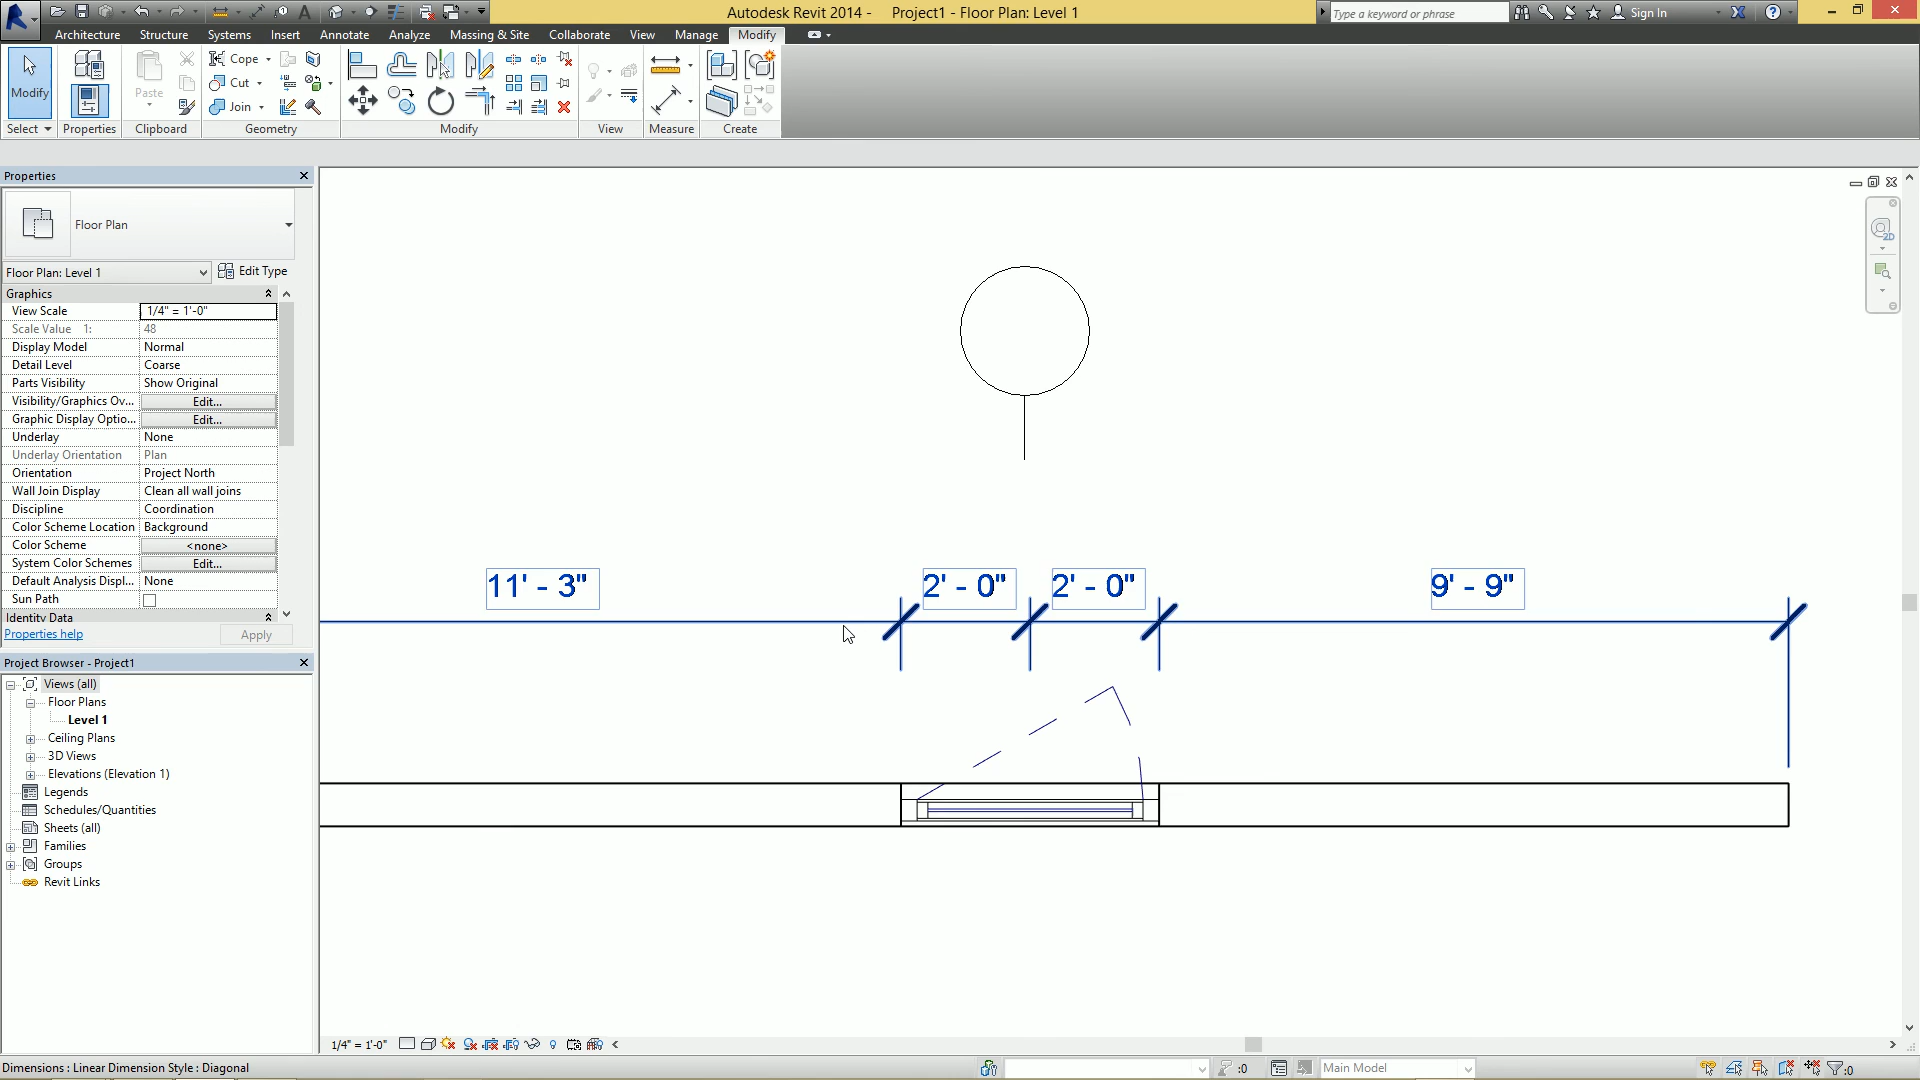 Autodesk Revit 2014 - Project1 - Floor Plan: Level 1
Type a keyword or phrase
Sign In
Architecture Structure Systems Insert Annotate Analyze Massing & Site Collaborate View Manage Modify
Modify
Paste
Cope
Cut
Join
Select Properties Clipboard Geometry Modify View Measure Create
Properties
Floor Plan
Floor Plan: Level 1 Edit Type
Graphics
View Scale 1/4" = 1'-0"
Scale Value 1: 48
Display Model Normal
Detail Level Coarse
Parts Visibility Show Original
Visibility/Graphics Ov... Edit...
Graphic Display Optio... Edit...
Underlay None
Underlay Orientation Plan
Orientation Project North
Wall Join Display Clean all wall joins
Discipline Coordination
Color Scheme Location Background
Color Scheme <none>
System Color Schemes Edit...
Default Analysis Displ... None
Sun Path
Identity Data
Properties help Apply
Project Browser - Project1
Views (all)
Floor Plans
Level 1
Ceiling Plans
3D Views
Elevations (Elevation 1)
Legends
Schedules/Quantities
Sheets (all)
Families
Groups
Revit Links
2D
11' - 3" 2' - 0" 2' - 0" 9' - 9"
1/4" = 1'-0"
Dimensions : Linear Dimension Style : Diagonal
:0
Main Model
:0